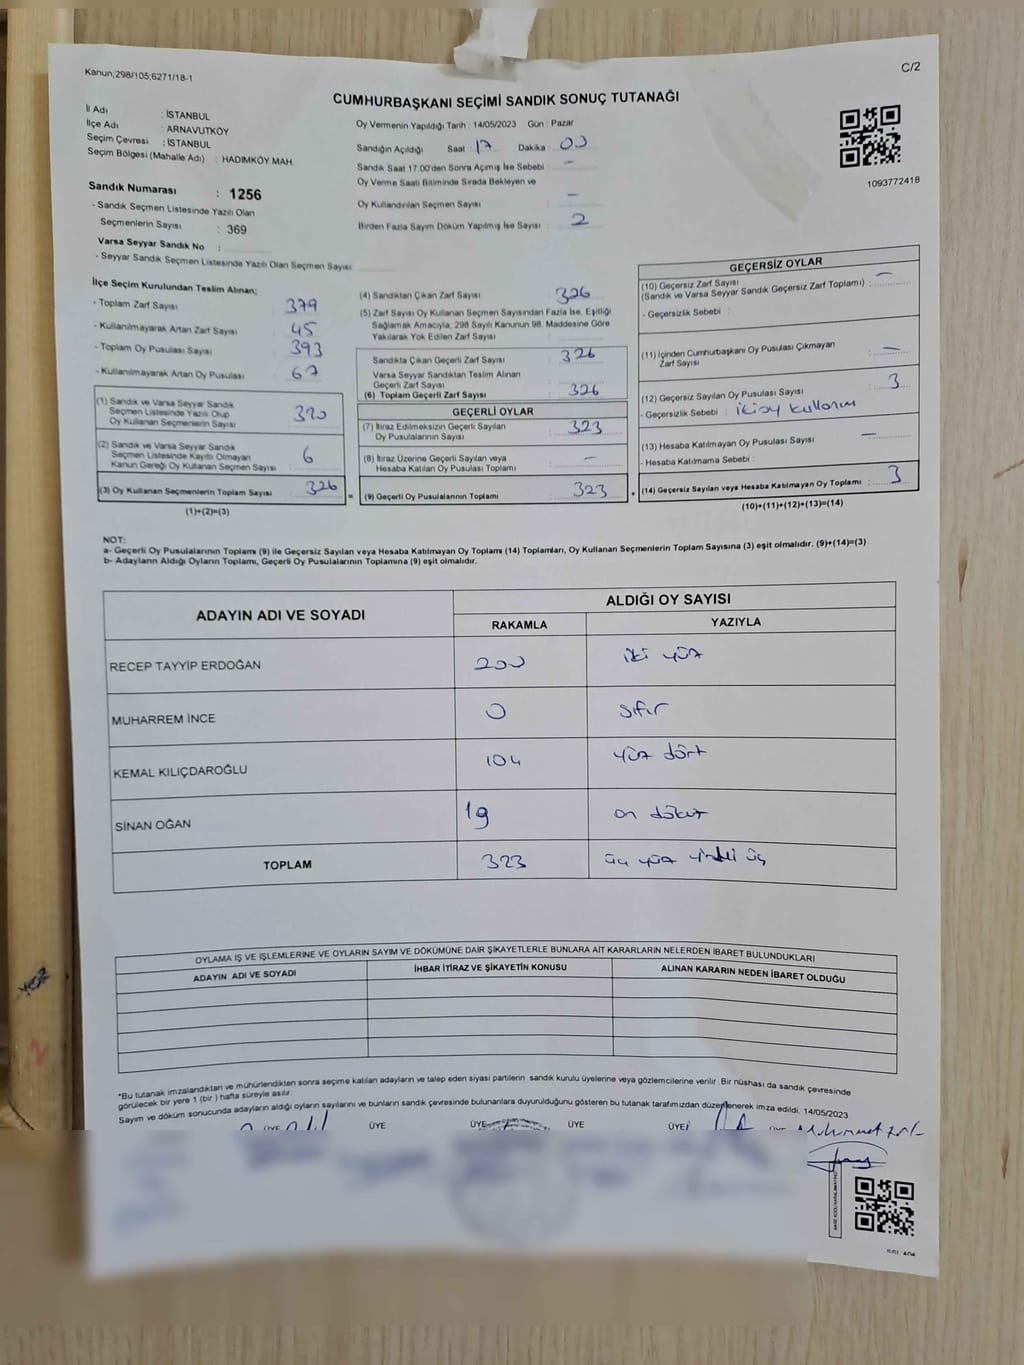 Kanun,298/105;6271/18-1
C/2
CUMHURBAŞKANI SEÇİMİ SANDIK SONUÇ TUTANAĞI
İl Adı : İSTANBUL
İlçe Adı : ARNAVUTKÖY
Seçim Çevresi : İSTANBUL
Seçim Bölgesi (Mahalle Adı) : HADIMKÖY MAH.
Sandık Numarası : 1256
- Sandık Seçmen Listesinde Yazılı Olan
Seçmenlerin Sayısı : 369
Varsa Seyyar Sandık No :
- Seyyar Sandık Seçmen Listesinde Yazılı Olan Seçmen Sayısı:
Oy Vermenin Yapıldığı Tarih : 14/05/2023 Gün : Pazar
Sandığın Açıldığı Saat : 17 Dakika : 00
Sandık Saat 17:00'den Sonra Açımış İse Sebebi : -
Oy Verme Saati Bitiminde Sırada Bekleyen ve
Oy Kullandırılan Seçmen Sayısı : -
Birden Fazla Sayım Döküm Yapılmış İse Sayısı : 2
1093772418
İlçe Seçim Kurulundan Teslim Alınan;
- Toplam Zarf Sayısı 379
- Kullanılmayarak Artan Zarf Sayısı 45
- Toplam Oy Pusulası Sayısı 393
- Kullanılmayarak Artan Oy Pusulası 67
(1) Sandık ve Varsa Seyyar Sandık
Seçmen Listesinde Yazılı Olup
Oy Kullanan Seçmenlerin Sayısı 320
(2) Sandık ve Varsa Seyyar Sandık
Seçmen Listesinde Kayıtlı Olmayan
Kanun Gereği Oy Kullanan Seçmen Sayısı 6
(3) Oy Kullanan Seçmenlerin Toplam Sayısı 326
(1)+(2)=(3)
(4) Sandıktan Çıkan Zarf Sayısı : 326
(5) Zarf Sayısı Oy Kullanan Seçmen Sayısından Fazla İse, Eşitliği
Sağlamak Amacıyla, 298 Sayılı Kanunun 98. Maddesine Göre
Yakılarak Yok Edilen Zarf Sayısı :
Sandıkta Çıkan Geçerli Zarf Sayısı : 326
Varsa Seyyar Sandıktan Teslim Alınan
Geçerli Zarf Sayısı
(6) Toplam Geçerli Zarf Sayısı : 326
GEÇERLİ OYLAR
(7) İtiraz Edilmeksizin Geçerli Sayılan
Oy Pusulalarının Sayısı : 323
(8) İtiraz Üzerine Geçerli Sayılan veya
Hesaba Katılan Oy Pusulası Toplamı : -
=
(9) Geçerli Oy Pusulalarının Toplamı : 323
+
GEÇERSİZ OYLAR
(10) Geçersiz Zarf Sayısı
(Sandık ve Varsa Seyyar Sandık Geçersiz Zarf Toplamı) : -
- Geçersizlik Sebebi :
(11) İçinden Cumhurbaşkanı Oy Pusulası Çıkmayan
Zarf Sayısı : -
(12) Geçersiz Sayılan Oy Pusulası Sayısı : 3
- Geçersizlik Sebebi : iki oy kullanım
(13) Hesaba Katılmayan Oy Pusulası Sayısı : -
- Hesaba Katılmama Sebebi :
(14) Geçersiz Sayılan veya Hesaba Katılmayan Oy Toplamı : 3
(10)+(11)+(12)+(13)=(14)
NOT:
a- Geçerli Oy Pusulalarının Toplamı (9) ile Geçersiz Sayılan veya Hesaba Katılmayan Oy Toplamı (14) Toplamları, Oy Kullanan Seçmenlerin Toplam Sayısına (3) eşit olmalıdır. (9)+(14)=(3)
b- Adayların Aldığı Oyların Toplamı, Geçerli Oy Pusulalarının Toplamına (9) eşit olmalıdır.
ADAYIN ADI VE SOYADI
ALDIĞI OY SAYISI
RAKAMLA YAZIYLA
RECEP TAYYİP ERDOĞAN 200 iki yüz
MUHARREM İNCE 0 sıfır
KEMAL KILIÇDAROĞLU 104 yüz dört
SİNAN OĞAN 19 on dokuz
TOPLAM 323 üç yüz yirmi üç
OYLAMA İŞ VE İŞLEMLERİNE VE OYLARIN SAYIM VE DÖKÜMÜNE DAİR ŞİKAYETLERLE BUNLARA AİT KARARLARIN NELERDEN İBARET BULUNDUKLARI
ADAYIN ADI VE SOYADI İHBAR İTİRAZ VE ŞİKAYETİN KONUSU ALINAN KARARIN NEDEN İBARET OLDUĞU
*Bu tutanak imzalandıktan ve mühürlendikten sonra seçime katılan adayların ve talep eden siyasi partilerin sandık kurulu üyelerine veya gözlemcilerine verilir. Bir nüshası da sandık çevresinde
görülecek bir yere 1 (bir) hafta süreyle asılır.
Sayım ve döküm sonucunda adayların aldığı oyların sayılarını ve bunların sandık çevresinde bulunanlara duyurulduğunu gösteren bu tutanak tarafımızdan düzenlenerek imza edildi. 14/05/2023
ÜYE ÜYE ÜYE ÜYE ÜYE